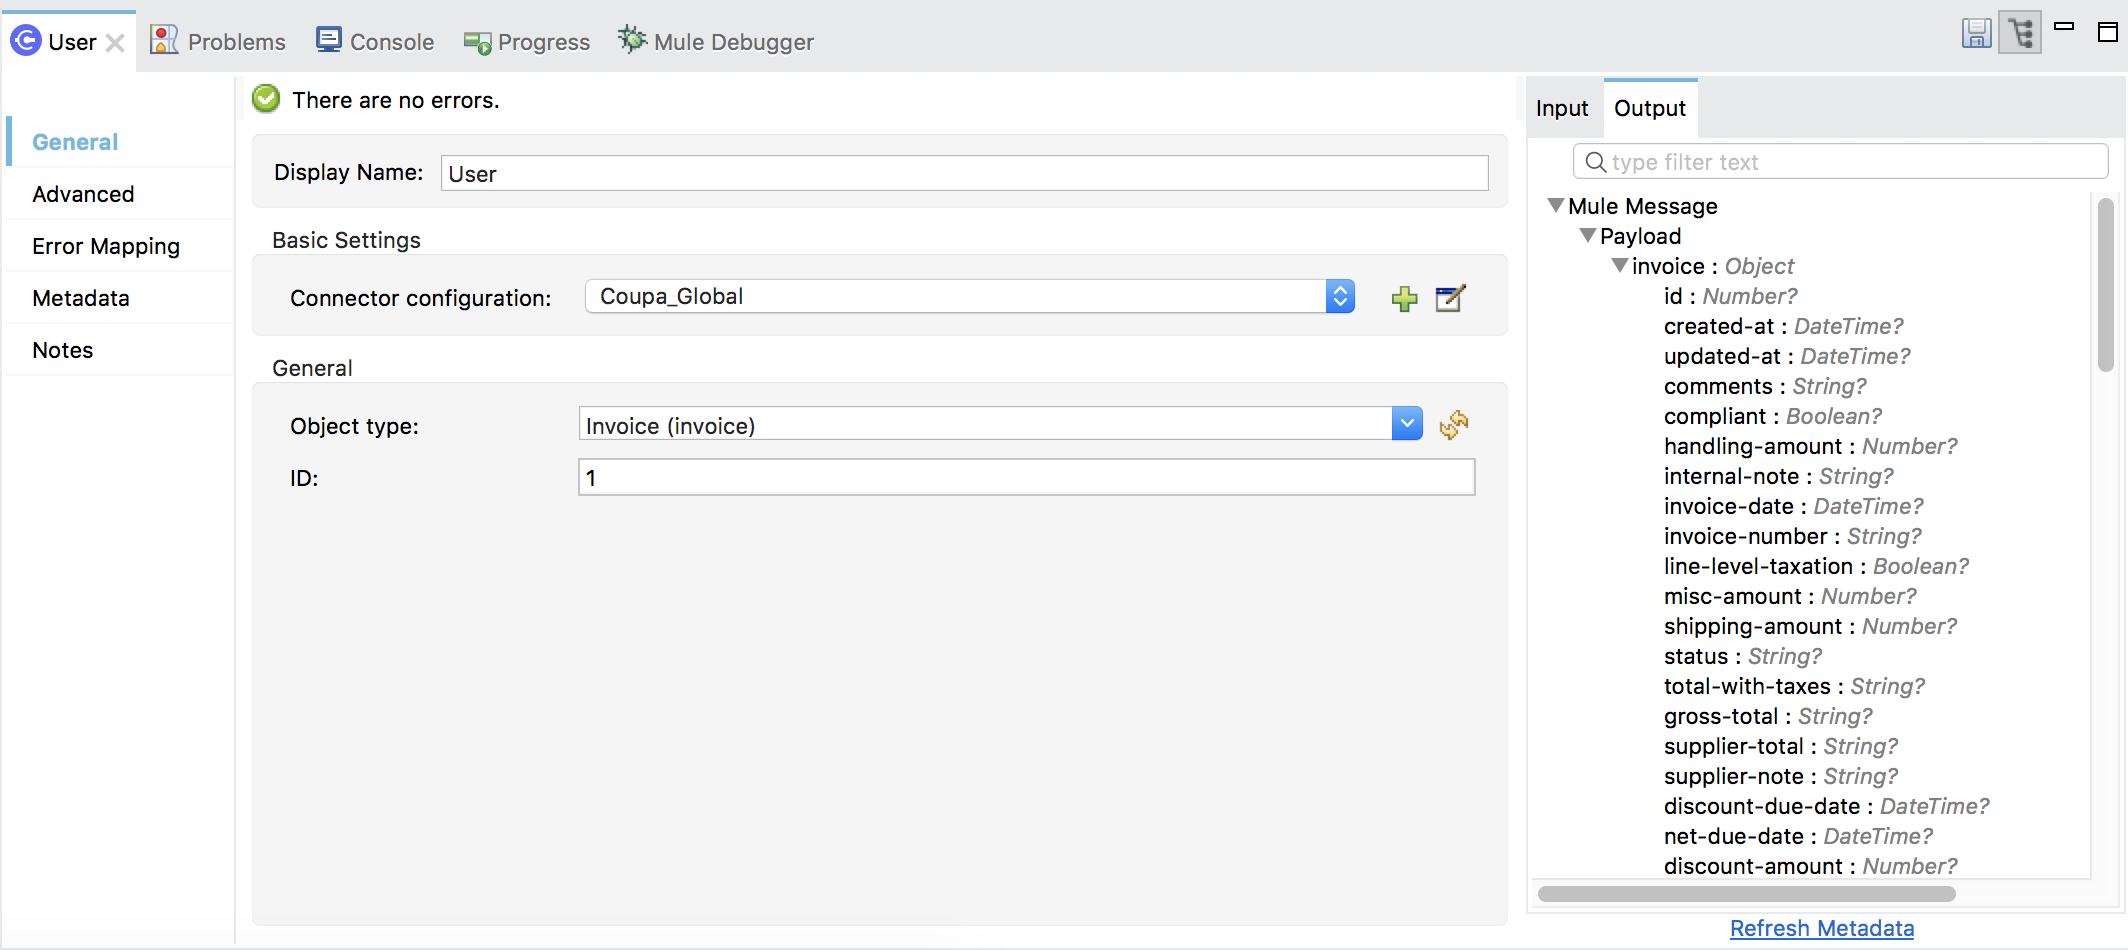 User Problems Console Progress Mule Debugger
General
Advanced
Error Mapping
Metadata
Notes
There are no errors.
Display Name: User
Basic Settings
Connector configuration: Coupa_Global
General
Object type: Invoice (invoice)
ID: 1
Input Output
type filter text
Mule Message
Payload
invoice : Object
id : Number?
created-at : DateTime?
updated-at : DateTime?
comments : String?
compliant : Boolean?
handling-amount : Number?
internal-note : String?
invoice-date : DateTime?
invoice-number : String?
line-level-taxation : Boolean?
misc-amount : Number?
shipping-amount : Number?
status : String?
total-with-taxes : String?
gross-total : String?
supplier-total : String?
supplier-note : String?
discount-due-date : DateTime?
net-due-date : DateTime?
discount-amount : Number?
Refresh Metadata